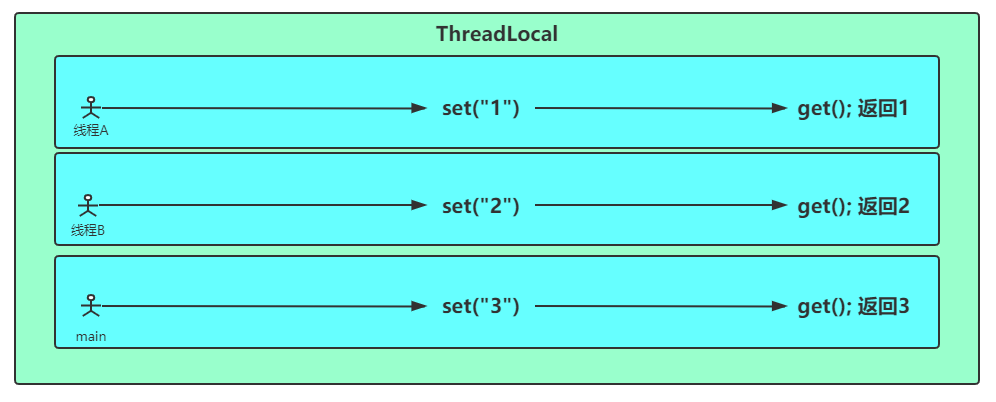 ThreadLocal
线程A
set("1")
get(); 返回1
线程B
set("2")
get(); 返回2
main
set("3")
get(); 返回3